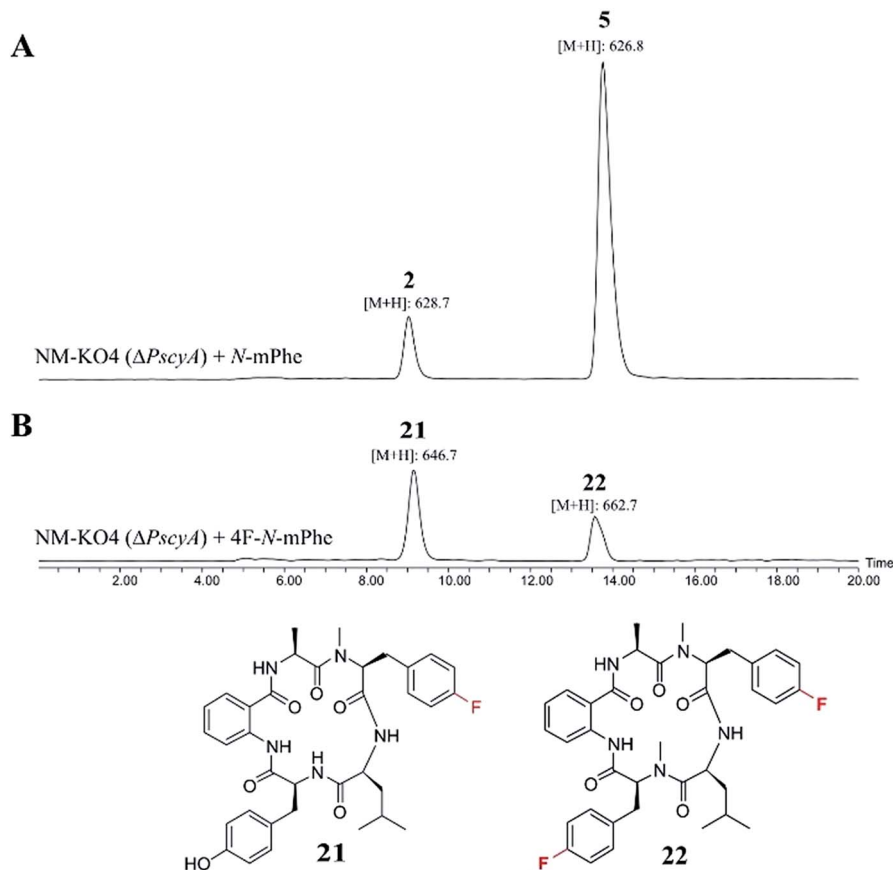 A
5
[M+H]: 626.8
2
[M+H]: 628.7
NM-KO4 (ΔPscyA) + N-mPhe
B
21
[M+H]: 646.7
22
[M+H]: 662.7
NM-KO4 (ΔPscyA) + 4F-N-mPhe
Time
2.00 4.00 6.00 8.00 10.00 12.00 14.00 16.00 18.00 20.00
NH O O N O F
NH O H N O NH
HO
21
NH O O N O F
NH O N O NH
F
22